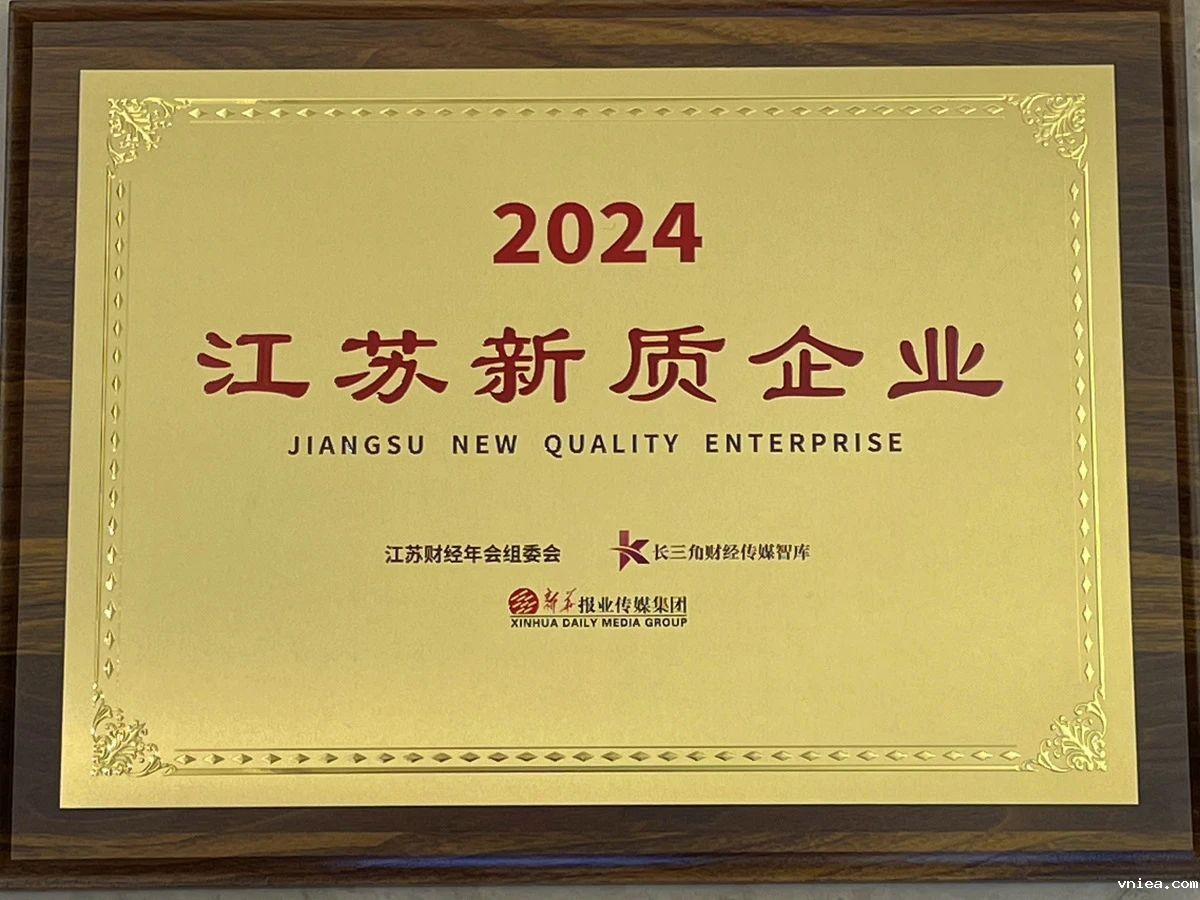 2024
江苏新质企业
JIANGSU NEW QUALITY ENTERPRISE
江苏财经年会组委会 长三角财经传媒智库
新华报业传媒集团
XINHUA DAILY MEDIA GROUP
vniea.com